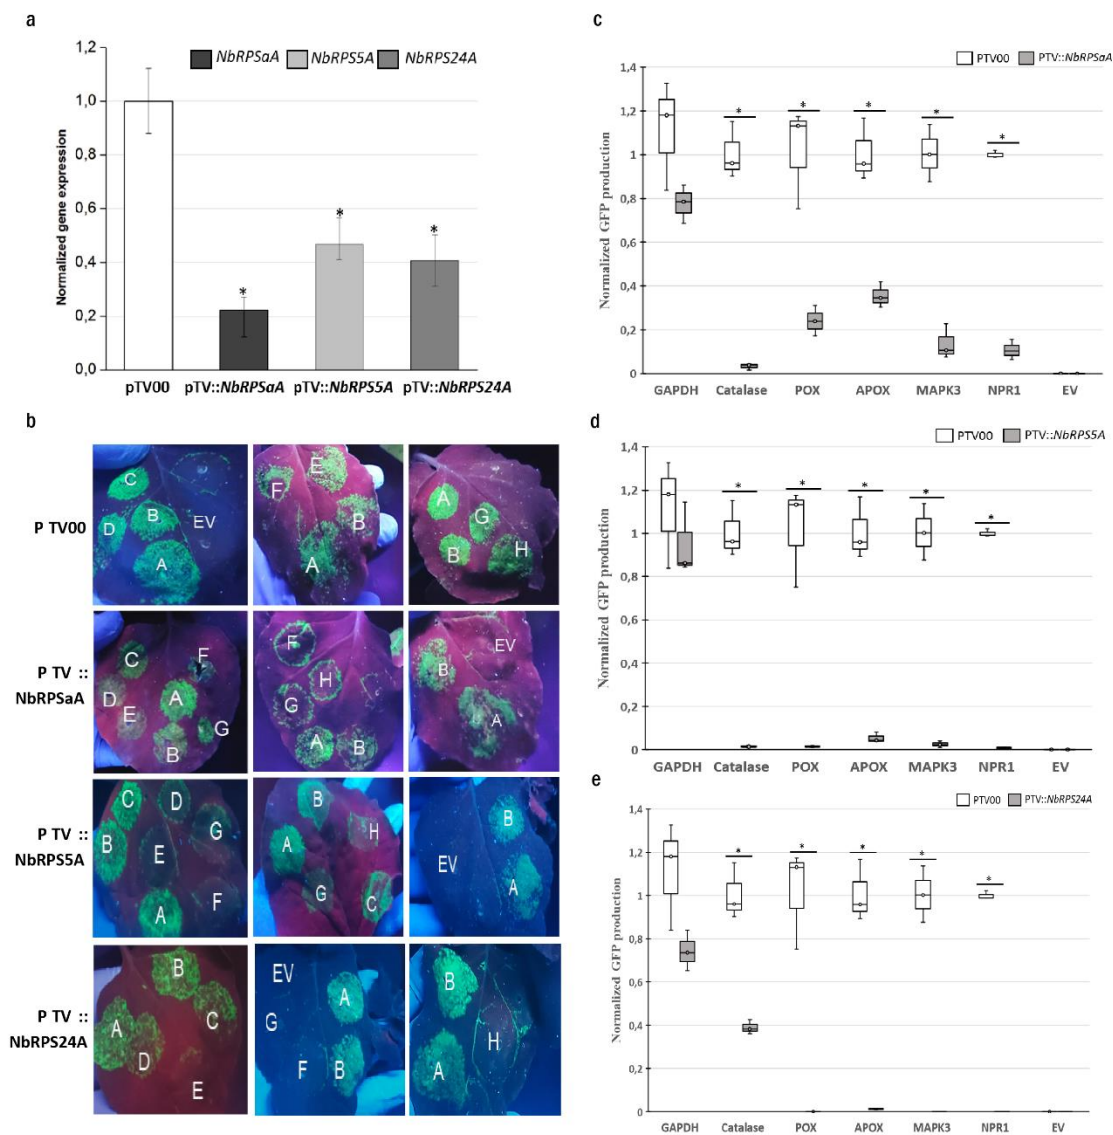 a
NbRPSaA NbRPS5A NbRPS24A
1,2
1,0
0,8
0,6
0,4
0,2
0,0
Normalized gene expression
*
*
*
pTV00 pTV::NbRPSaA pTV::NbRPS5A pTV::NbRPS24A
b
P TV00
C
D
B
A
EV
F
E
B
A
A
G
B
H
P TV ::
NbRPSaA
C
F
D
A
E
G
B
F
H
G
A
B
EV
B
A
P TV ::
NbRPS5A
C
D
G
B
E
F
A
B
H
A
G
C
B
EV
A
P TV ::
NbRPS24A
B
C
A
D
E
EV
A
G
F
B
B
H
A
c
PTV00 PTV::NbRPSaA
1,4
1,2
1
0,8
0,6
0,4
0,2
0
Normalized GFP production
* * * * *
GAPDH Catalase POX APOX MAPK3 NPR1 EV
d
PTV00 PTV::NbRPS5A
1,4
1,2
1
0,8
0,6
0,4
0,2
0
Normalized GFP production
* * * * *
GAPDH Catalase POX APOX MAPK3 NPR1 EV
e
PTV00 PTV::NbRPS24A
1,4
1,2
1
0,8
0,6
0,4
0,2
0
Normalized GFP production
* * * * *
GAPDH Catalase POX APOX MAPK3 NPR1 EV